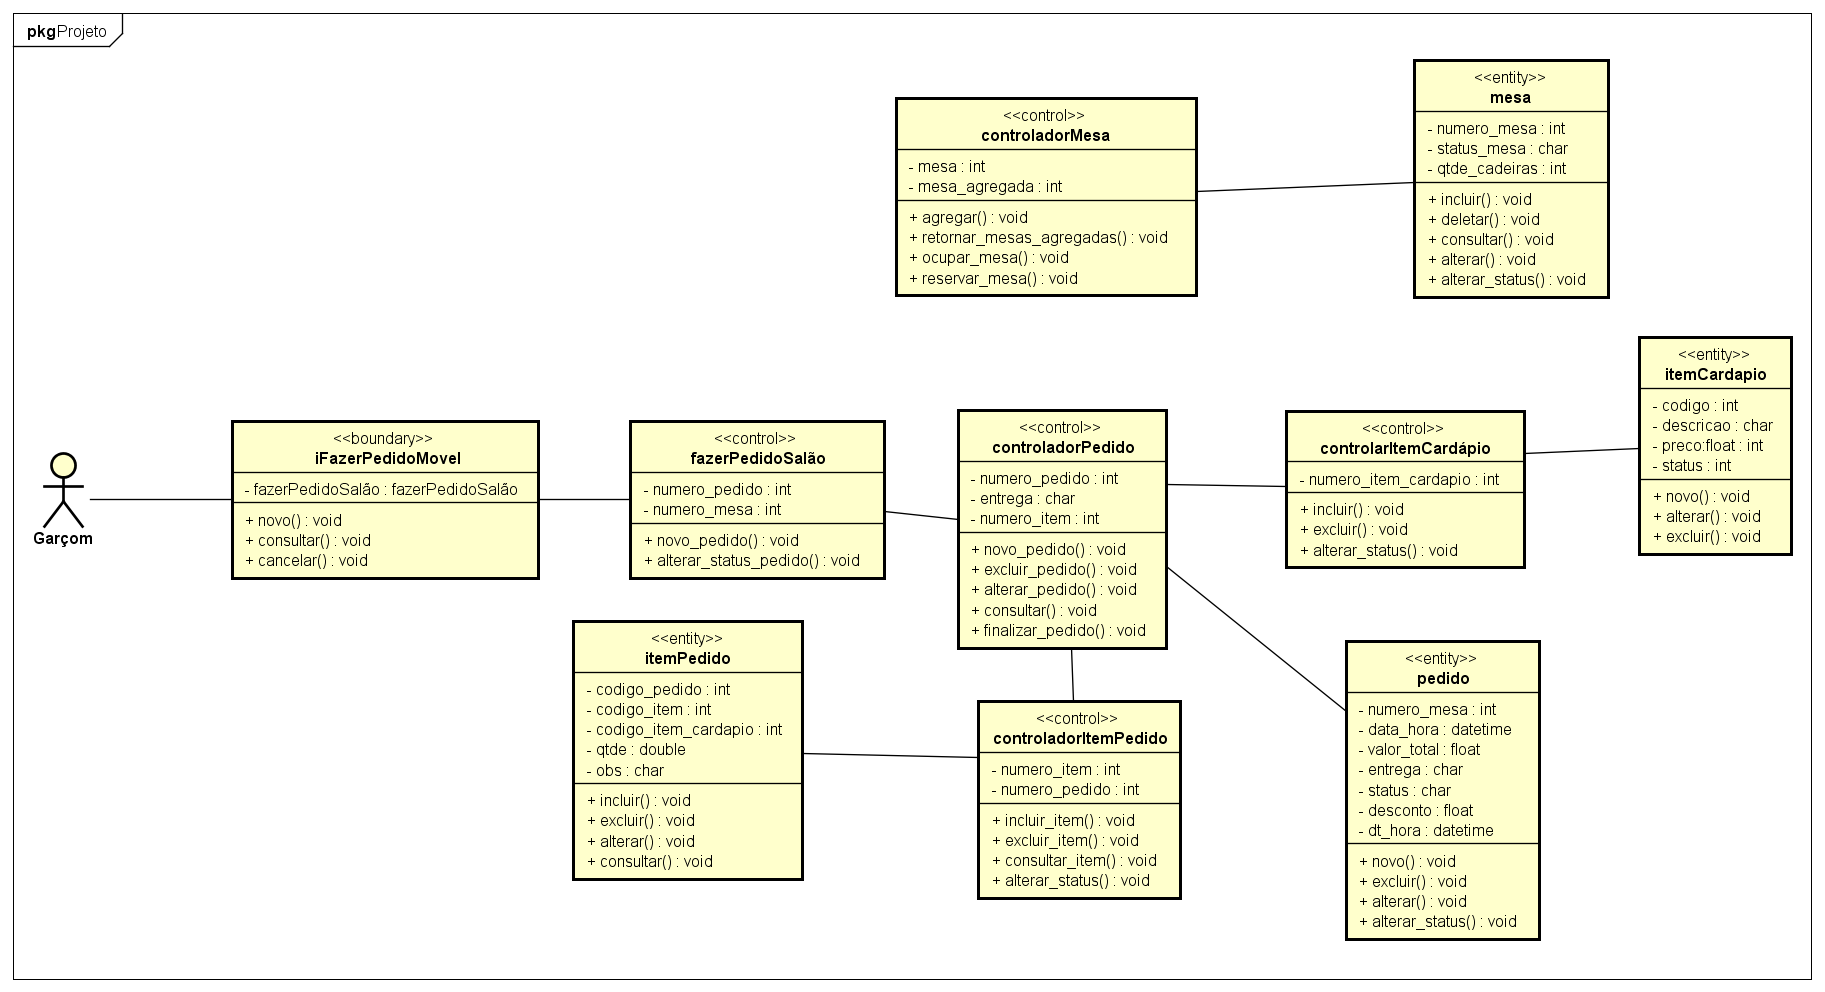 pkg Projeto
<<control>>
controladorMesa
- mesa : int
- mesa_agregada : int
+ agregar() : void
+ retornar_mesas_agregadas() : void
+ ocupar_mesa() : void
+ reservar_mesa() : void
<<entity>>
mesa
- numero_mesa : int
- status_mesa : char
- qtde_cadeiras : int
+ incluir() : void
+ deletar() : void
+ consultar() : void
+ alterar() : void
+ alterar_status() : void
Garçom
<<boundary>>
iFazerPedidoMovel
- fazerPedidoSalão : fazerPedidoSalão
+ novo() : void
+ consultar() : void
+ cancelar() : void
<<control>>
fazerPedidoSalão
- numero_pedido : int
- numero_mesa : int
+ novo_pedido() : void
+ alterar_status_pedido() : void
<<control>>
controladorPedido
- numero_pedido : int
- entrega : char
- numero_item : int
+ novo_pedido() : void
+ excluir_pedido() : void
+ alterar_pedido() : void
+ consultar() : void
+ finalizar_pedido() : void
<<control>>
controlarItemCardápio
- numero_item_cardapio : int
+ incluir() : void
+ excluir() : void
+ alterar_status() : void
<<entity>>
itemCardapio
- codigo : int
- descricao : char
- preco:float : int
- status : int
+ novo() : void
+ alterar() : void
+ excluir() : void
<<entity>>
itemPedido
- codigo_pedido : int
- codigo_item : int
- codigo_item_cardapio : int
- qtde : double
- obs : char
+ incluir() : void
+ excluir() : void
+ alterar() : void
+ consultar() : void
<<control>>
controladorItemPedido
- numero_item : int
- numero_pedido : int
+ incluir_item() : void
+ excluir_item() : void
+ consultar_item() : void
+ alterar_status() : void
<<entity>>
pedido
- numero_mesa : int
- data_hora : datetime
- valor_total : float
- entrega : char
- status : char
- desconto : float
- dt_hora : datetime
+ novo() : void
+ excluir() : void
+ alterar() : void
+ alterar_status() : void